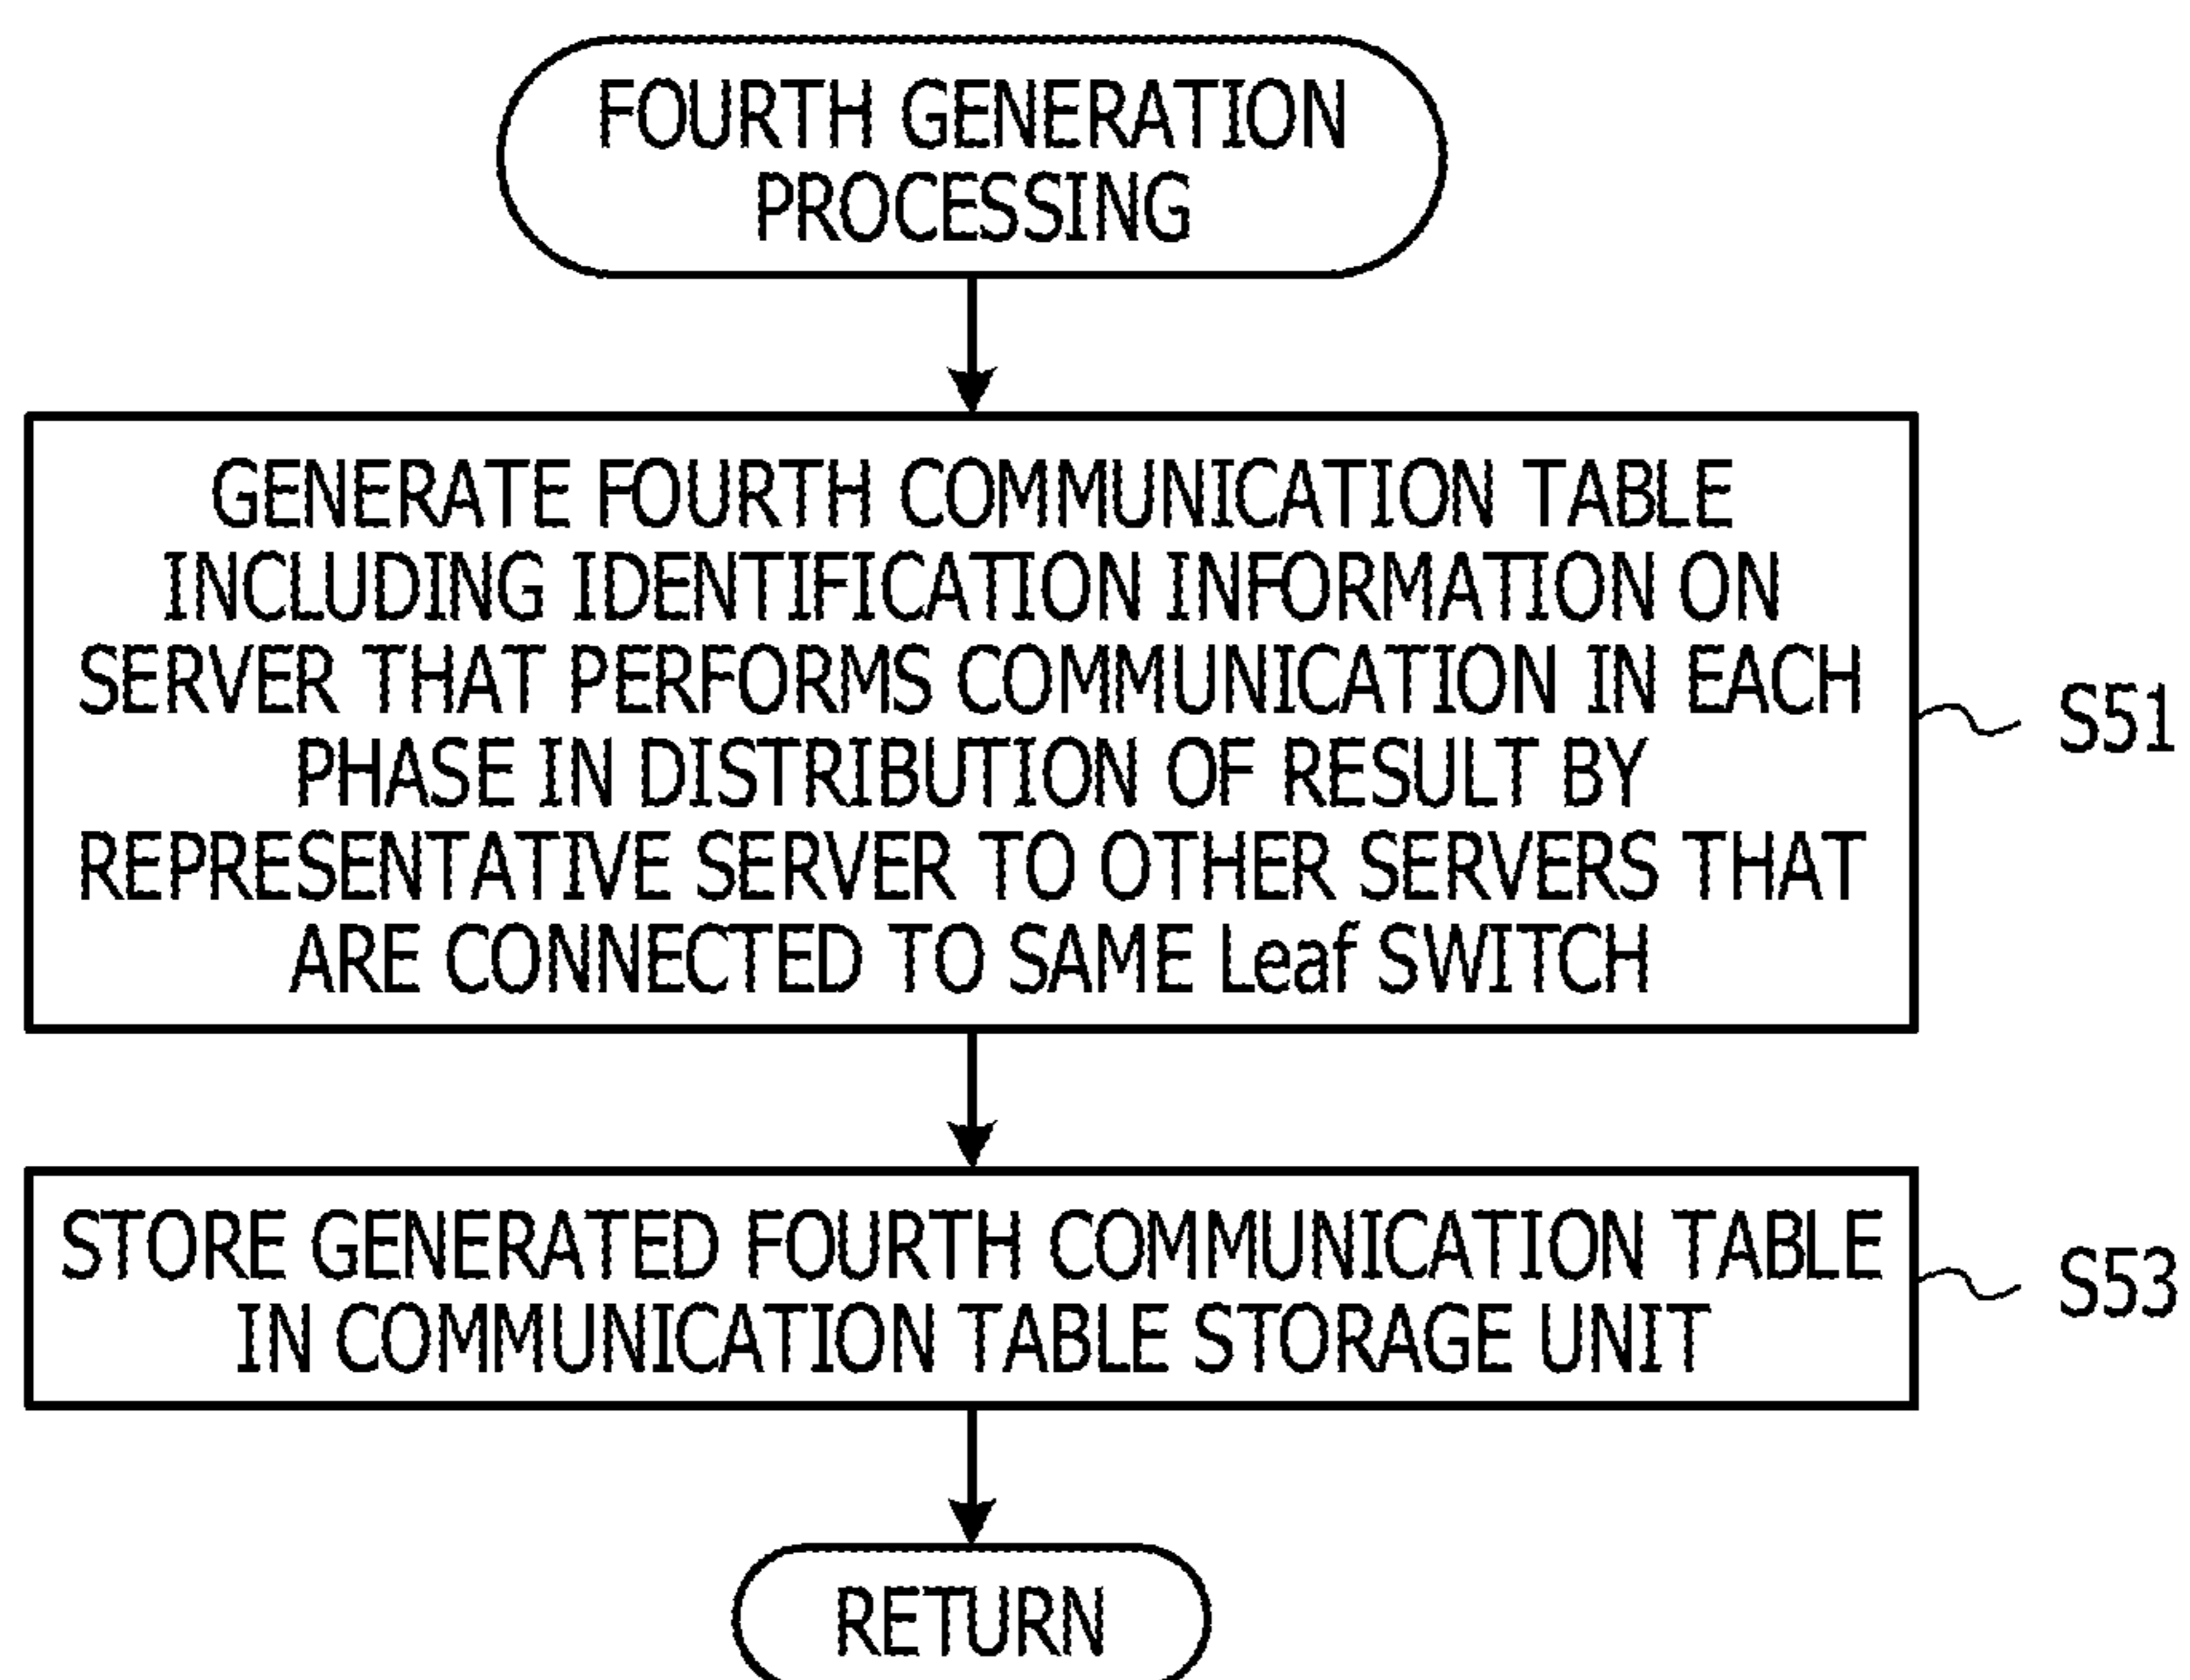 FOURTH GENERATION
PROCESSING
GENERATE FOURTH COMMUNICATION TABLE
INCLUDING IDENTIFICATION INFORMATION ON
SERVER THAT PERFORMS COMMUNICATION IN EACH
PHASE IN DISTRIBUTION OF RESULT BY
REPRESENTATIVE SERVER TO OTHER SERVERS THAT
ARE CONNECTED TO SAME Leaf SWITCH
S51
STORE GENERATED FOURTH COMMUNICATION TABLE
IN COMMUNICATION TABLE STORAGE UNIT
S53
RETURN